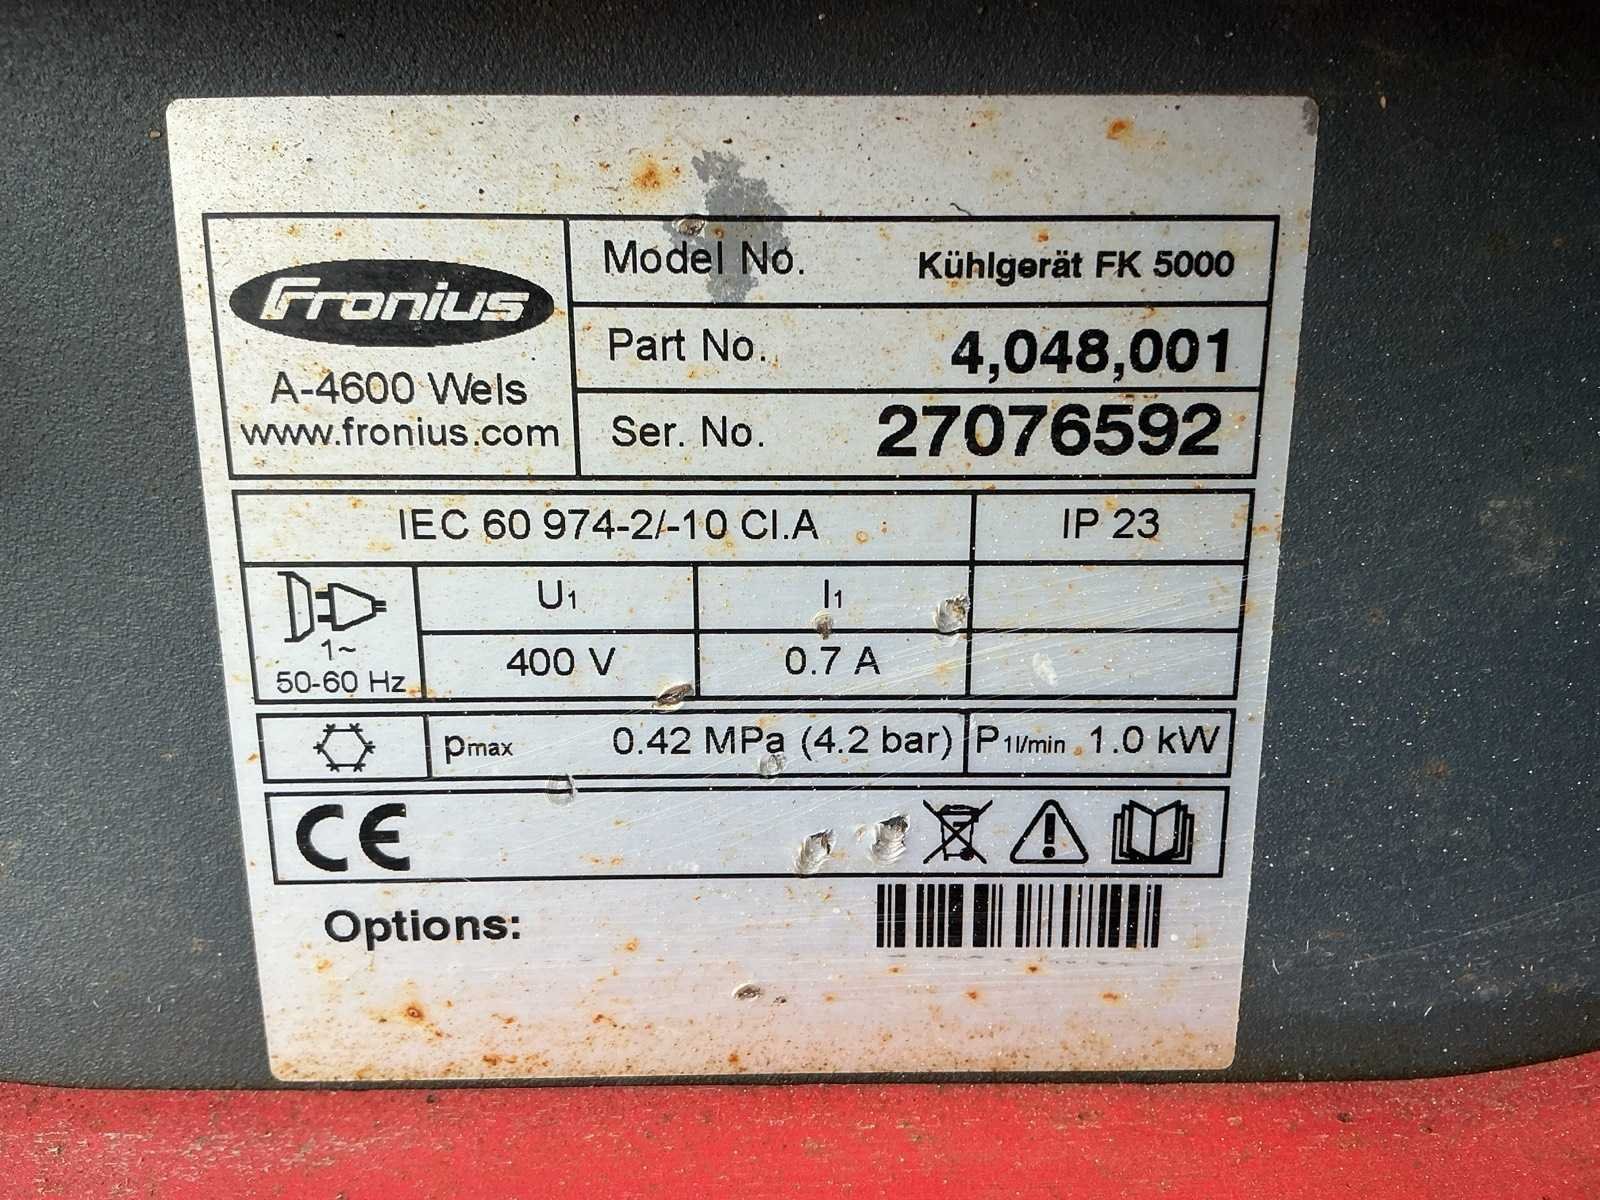 Fronius
A-4600 Wels
www.fronius.com
Model No. Kühlgerät FK 5000
Part No. 4,048,001
Ser. No. 27076592
IEC 60 974-2/-10 Cl.A IP 23
1~
50-60 Hz
U1 I1
400 V 0.7 A
pmax 0.42 MPa (4.2 bar) P1l/min 1.0 kW
CE
Options: